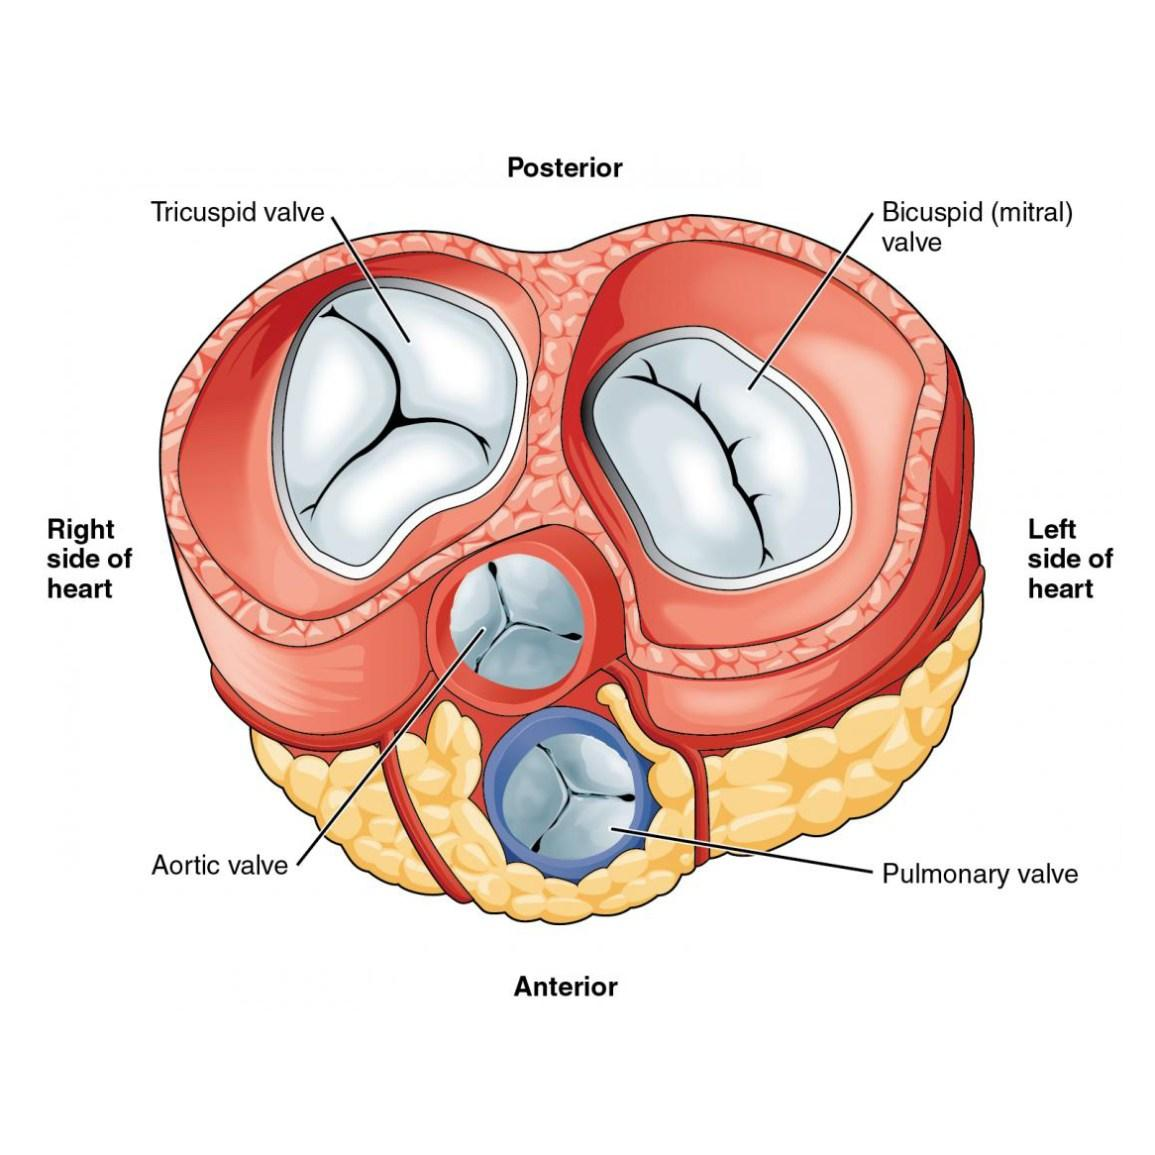 Posterior
Tricuspid valve
Bicuspid (mitral)
valve
Right
side of
heart
Left
side of
heart
Aortic valve
Pulmonary valve
Anterior